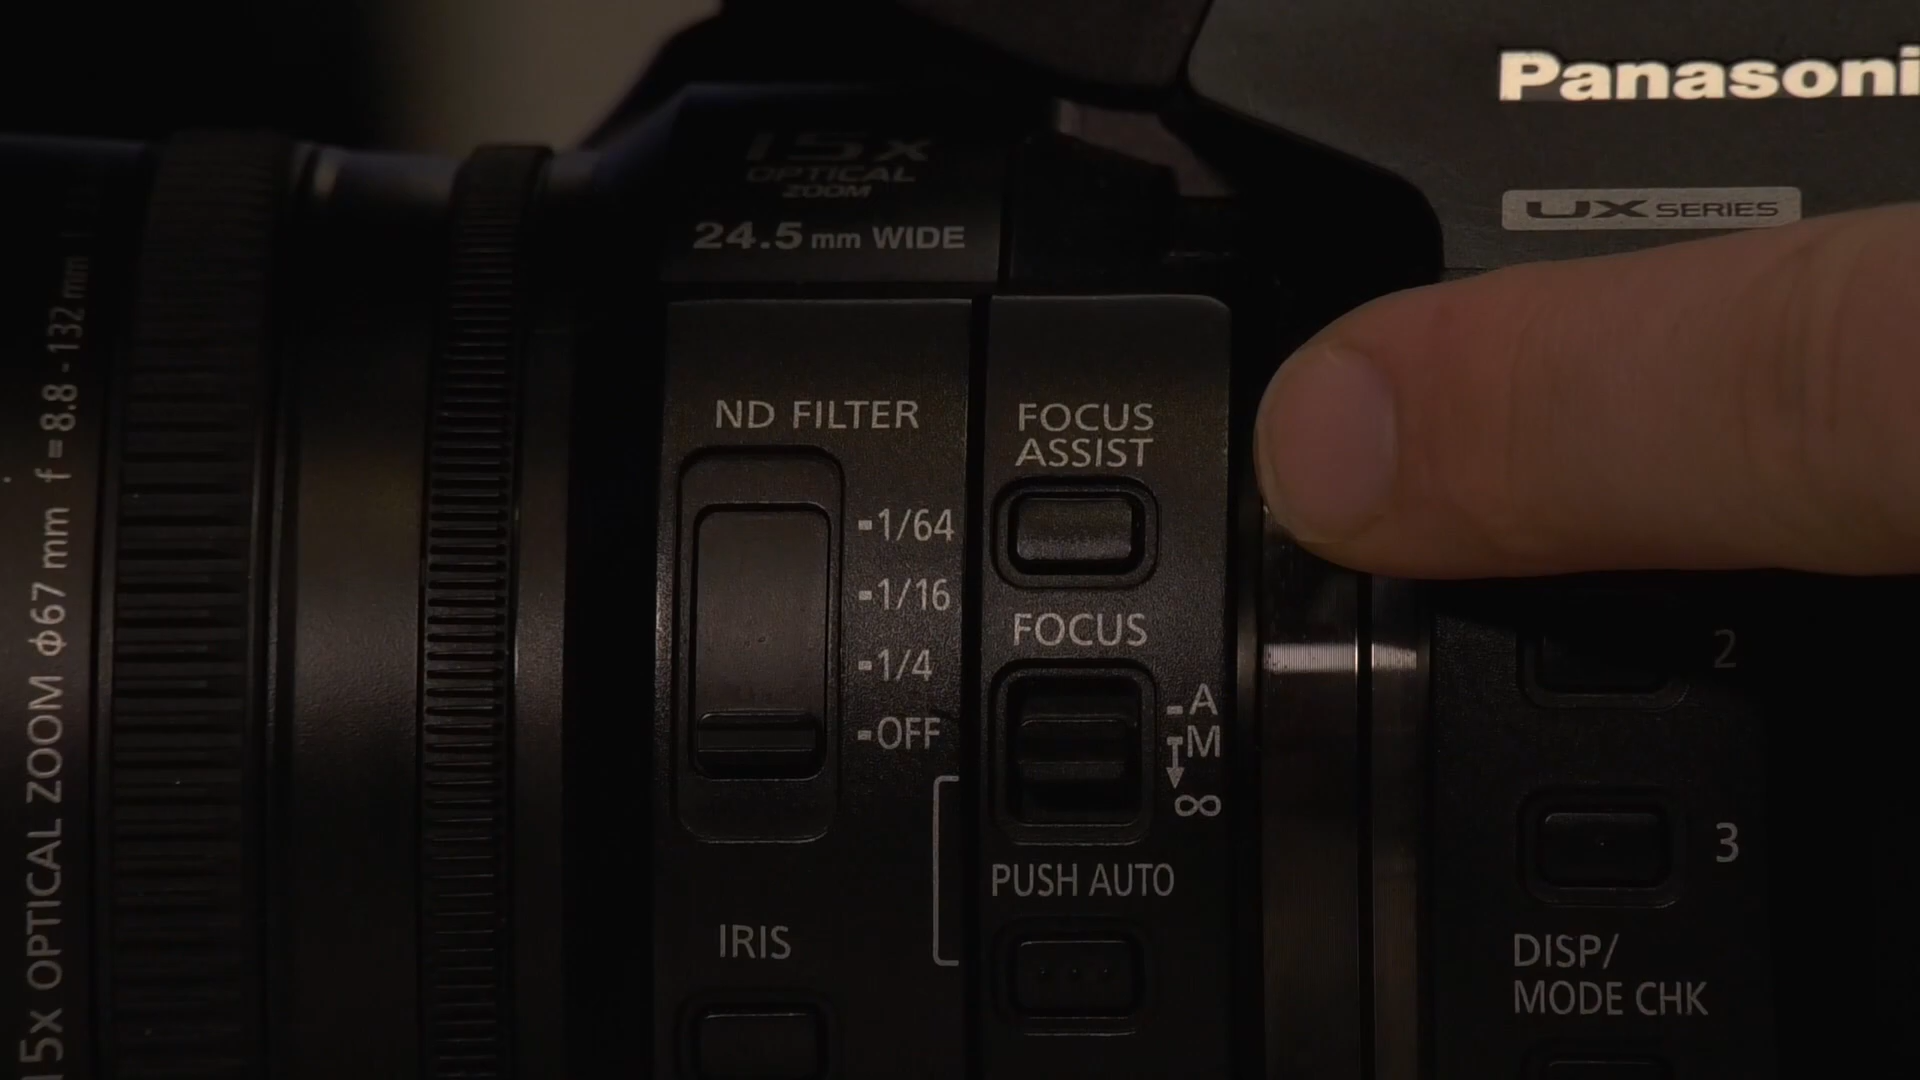 Panasoni
15x
OPTICAL
ZOOM
24.5 mm WIDE
UX SERIES
15x OPTICAL ZOOM ϕ67 mm f=8.8-132 mm
ND FILTER
-1/64
-1/16
-1/4
-OFF
FOCUS
ASSIST
FOCUS
-A
-M
∞
PUSH AUTO
IRIS
2
3
DISP/
MODE CHK